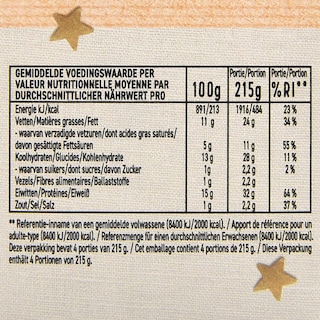 GEMIDDELDE VOEDINGSWAARDE PER
VALEUR NUTRITIONNELLE MOYENNE PAR
DURCHSCHNITTLICHER NÄHRWERT PRO
100g
Portie/Portion
215g
Portie/Portion
%RI**
Energie kJ/kcal 891/213 1916/484 23 %
Vetten/Matières grasses/Fett 11 g 24 g 34 %
- waarvan verzadigde vetzuren/dont acides gras saturés/
davon gesättigte Fettsäuren 5 g 11 g 55 %
Koolhydraten/Glucides/Kohlenhydrate 13 g 28 g 11 %
- waarvan suikers/dont sucres/davon Zucker 1 g 2,2 g 2 %
Vezels/Fibres alimentaires/Ballaststoffe 1 g 2,2 g
Eiwitten/Protéines/Eiweiß 15 g 32 g 64 %
Zout/Sel/Salz 1 g 2,2 g 37 %
** Referentie-inname van een gemiddelde volwassene (8400 kJ/2000 kcal). / Apport de référence pour un
adulte-type (8400 kJ/2000 kcal). / Referenzmenge für einen durchschnittlichen Erwachsenen (8400 kJ/2000 kcal).
Deze verpakking bevat 4 porties van 215 g. / Cet emballage contient 4 portions de 215 g. / Diese Verpackung
enthält 4 Portionen von 215 g.